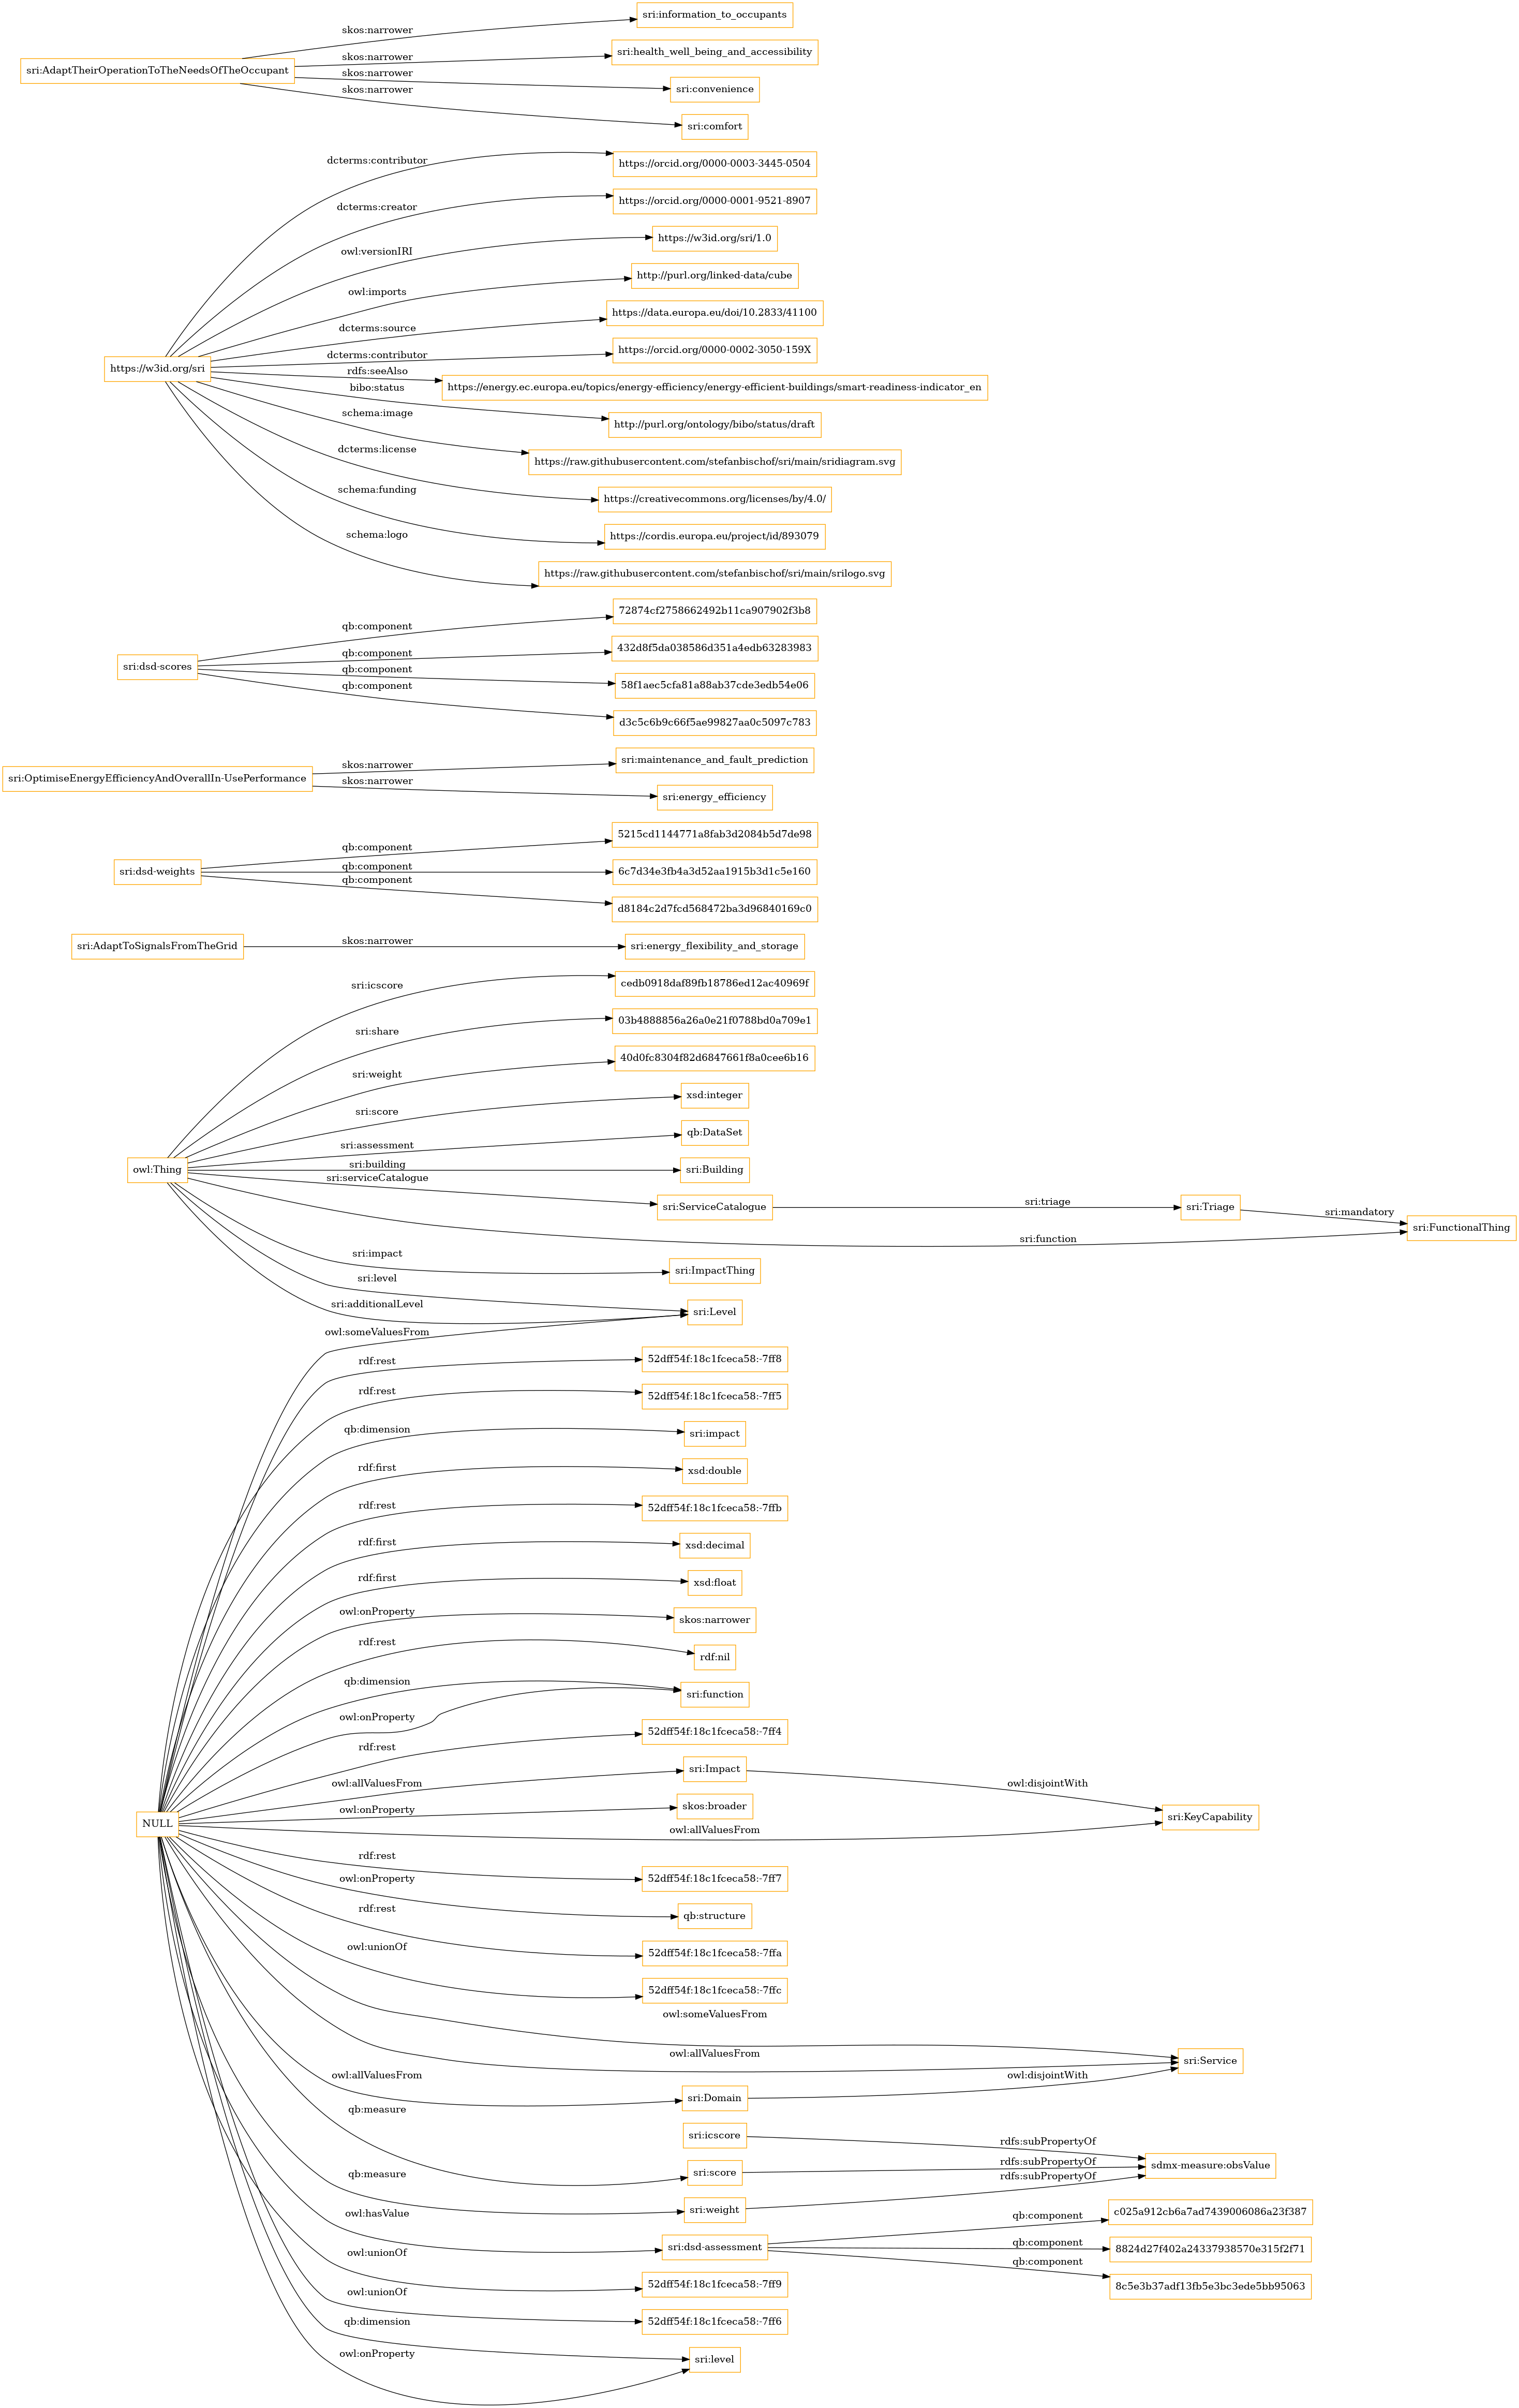 sri:information_to_occupants
skos:narrower
sri:health_well_being_and_accessibility
skos:narrower
sri:AdaptTheirOperationToTheNeedsOfTheOccupant
skos:narrower
sri:convenience
skos:narrower
sri:comfort
dcterms:contributor
https://orcid.org/0000-0003-3445-0504
dcterms:creator
https://orcid.org/0000-0001-9521-8907
owl:versionIRI
https://w3id.org/sri/1.0
owl:imports
http://purl.org/linked-data/cube
dcterms:source
https://data.europa.eu/doi/10.2833/41100
dcterms:contributor
https://orcid.org/0000-0002-3050-159X
https://w3id.org/sri
rdfs:seeAlso
https://energy.ec.europa.eu/topics/energy-efficiency/energy-efficient-buildings/smart-readiness-indicator_en
bibo:status
http://purl.org/ontology/bibo/status/draft
schema:image
https://raw.githubusercontent.com/stefanbischof/sri/main/sridiagram.svg
dcterms:license
https://creativecommons.org/licenses/by/4.0/
schema:funding
https://cordis.europa.eu/project/id/893079
schema:logo
https://raw.githubusercontent.com/stefanbischof/sri/main/srilogo.svg
72874cf2758662492b11ca907902f3b8
qb:component
432d8f5da038586d351a4edb63283983
qb:component
sri:dsd-scores
qb:component
58f1aec5cfa81a88ab37cde3edb54e06
qb:component
d3c5c6b9c66f5ae99827aa0c5097c783
skos:narrower
sri:maintenance_and_fault_prediction
sri:OptimiseEnergyEfficiencyAndOverallIn-UsePerformance
skos:narrower
sri:energy_efficiency
5215cd1144771a8fab3d2084b5d7de98
qb:component
sri:dsd-weights
qb:component
6c7d34e3fb4a3d52aa1915b3d1c5e160
qb:component
d8184c2d7fcd568472ba3d96840169c0
sri:AdaptToSignalsFromTheGrid
skos:narrower
sri:energy_flexibility_and_storage
sri:icscore
cedb0918daf89fb18786ed12ac40969f
sri:share
03b4888856a26a0e21f0788bd0a709e1
sri:weight
40d0fc8304f82d6847661f8a0cee6b16
sri:score
xsd:integer
sri:assessment
qb:DataSet
owl:Thing
sri:building
sri:Building
sri:serviceCatalogue
sri:ServiceCatalogue
sri:triage
sri:Triage
sri:mandatory
sri:FunctionalThing
sri:function
sri:impact
sri:ImpactThing
sri:level
sri:additionalLevel
sri:Level
owl:someValuesFrom
rdf:rest
52dff54f:18c1fceca58:-7ff8
rdf:rest
52dff54f:18c1fceca58:-7ff5
qb:dimension
sri:impact
rdf:first
xsd:double
rdf:rest
52dff54f:18c1fceca58:-7ffb
rdf:first
xsd:decimal
rdf:first
xsd:float
owl:onProperty
skos:narrower
rdf:rest
rdf:nil
qb:dimension
sri:function
owl:onProperty
rdf:rest
52dff54f:18c1fceca58:-7ff4
owl:allValuesFrom
sri:Impact
owl:disjointWith
owl:onProperty
skos:broader
sri:KeyCapability
NULL
owl:allValuesFrom
rdf:rest
52dff54f:18c1fceca58:-7ff7
owl:onProperty
qb:structure
rdf:rest
52dff54f:18c1fceca58:-7ffa
owl:unionOf
52dff54f:18c1fceca58:-7ffc
owl:someValuesFrom
owl:allValuesFrom
sri:Service
owl:allValuesFrom
sri:Domain
owl:disjointWith
qb:measure
sri:icscore
rdfs:subPropertyOf
sri:score
rdfs:subPropertyOf
sdmx-measure:obsValue
qb:measure
rdfs:subPropertyOf
sri:weight
owl:hasValue
qb:component
c025a912cb6a7ad7439006086a23f387
sri:dsd-assessment
qb:component
8824d27f402a24337938570e315f2f71
owl:unionOf
qb:component
52dff54f:18c1fceca58:-7ff9
8c5e3b37adf13fb5e3bc3ede5bb95063
owl:unionOf
52dff54f:18c1fceca58:-7ff6
qb:dimension
owl:onProperty
sri:level